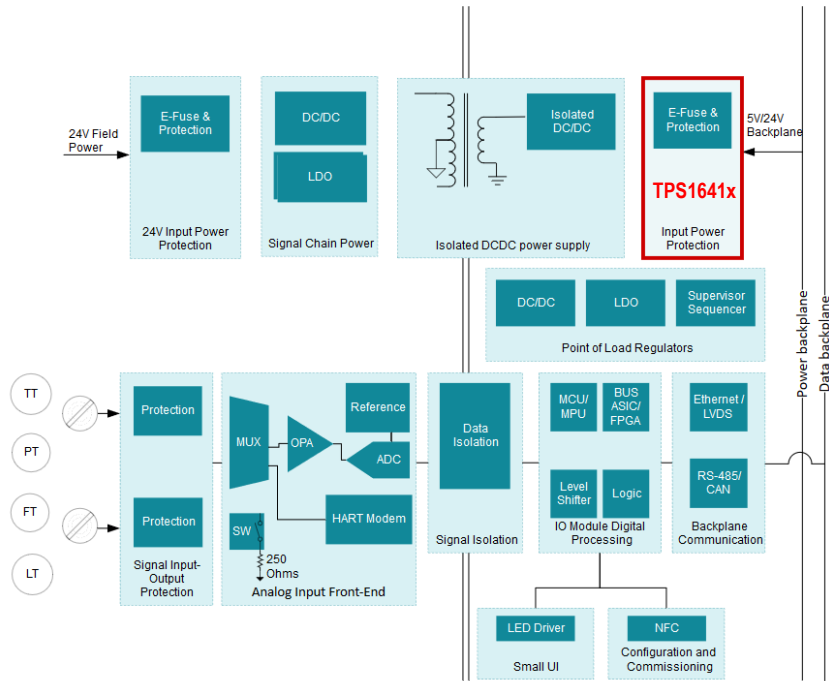 24V Field
Power
E-Fuse &
Protection
24V Input Power
Protection
DC/DC
LDO
Signal Chain Power
Isolated
DC/DC
Isolated DCDC power supply
E-Fuse &
Protection
TPS1641x
Input Power
Protection
5V/24V
Backplane
DC/DC
LDO
Supervisor
Sequencer
Point of Load Regulators
Power backplane
Data backplane
TT
PT
FT
LT
Protection
Protection
Signal Input-
Output
Protection
MUX
OPA
Reference
ADC
HART Modem
SW
250
Ohms
Analog Input Front-End
Data
Isolation
Signal Isolation
MCU/
MPU
BUS
ASIC/
FPGA
Level
Shifter
Logic
IO Module Digital
Processing
Ethernet /
LVDS
RS-485/
CAN
Backplane
Communication
LED Driver
Small UI
NFC
Configuration and
Commissioning